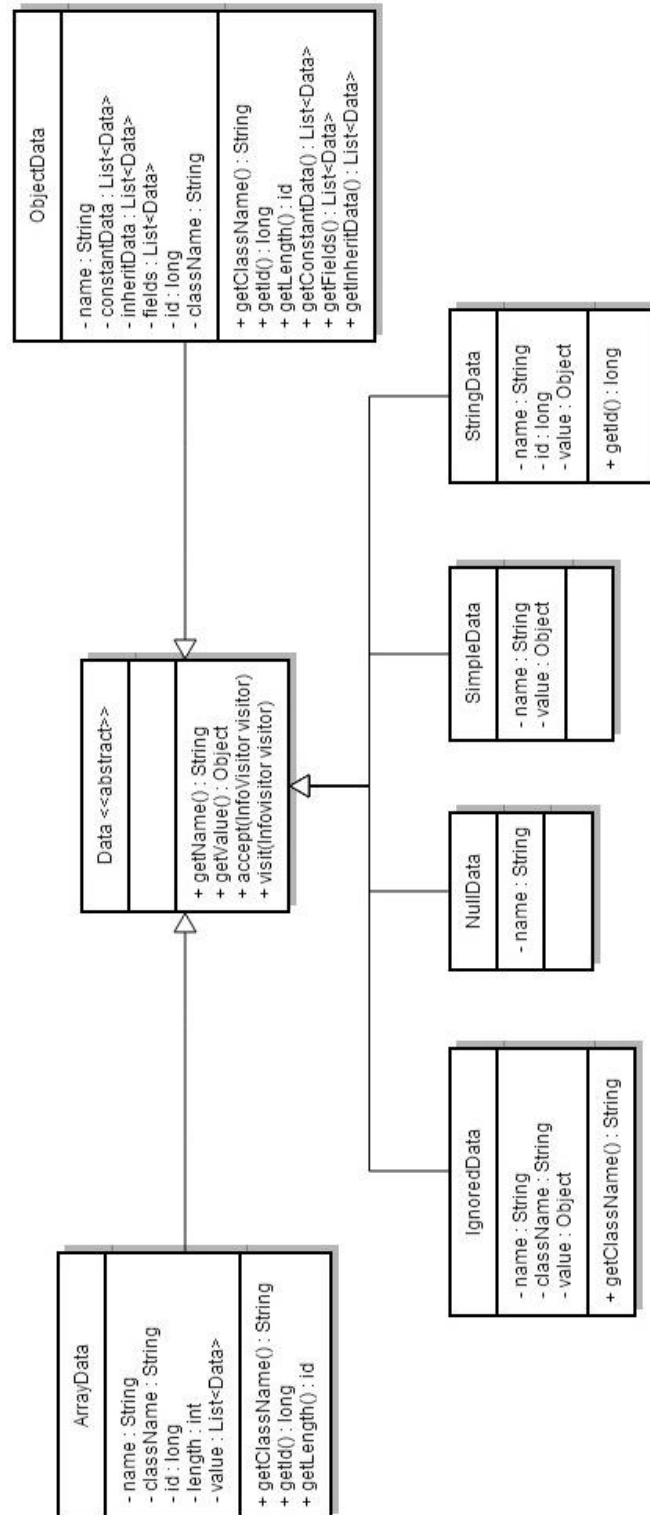 ArrayData
- name : String
- className : String
- id : long
- length : int
- value : List<Data>
+ getClassName() : String
+ getId() : long
+ getLength() : id
Data <<abstract>>
+ getName() : String
+ getValue() : Object
+ accept(InfoVisitor visitor)
+ visit(Infovisitor visitor)
ObjectData
- name : String
- constantData : List<Data>
- inheritData : List<Data>
- fields : List<Data>
- id : long
- className : String
+ getClassName() : String
+ getId() : long
+ getLength() : id
+ getConstantData() : List<Data>
+ getFields() : List<Data>
+ getInheritData() : List<Data>
IgnoredData
- name : String
- className : String
- value : Object
+ getClassName() : String
NullData
- name : String
SimpleData
- name : String
- value : Object
StringData
- name : String
- id : long
- value : Object
+ getId() : long